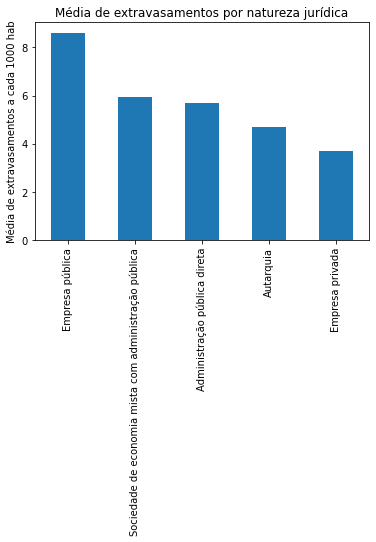 Média de extravasamentos por natureza jurídica
Média de extravasamentos a cada 1000 hab
8
6
4
2
0
Empresa pública
Sociedade de economia mista com administração pública
Administração pública direta
Autarquia
Empresa privada